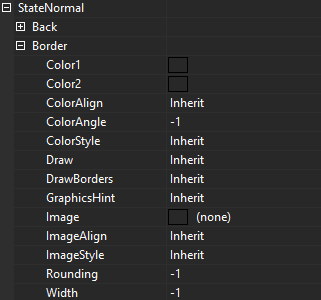 StateNormal
Back
Border
Color1
Color2
ColorAlign Inherit
ColorAngle -1
ColorStyle Inherit
Draw Inherit
DrawBorders Inherit
GraphicsHint Inherit
Image (none)
ImageAlign Inherit
ImageStyle Inherit
Rounding -1
Width -1